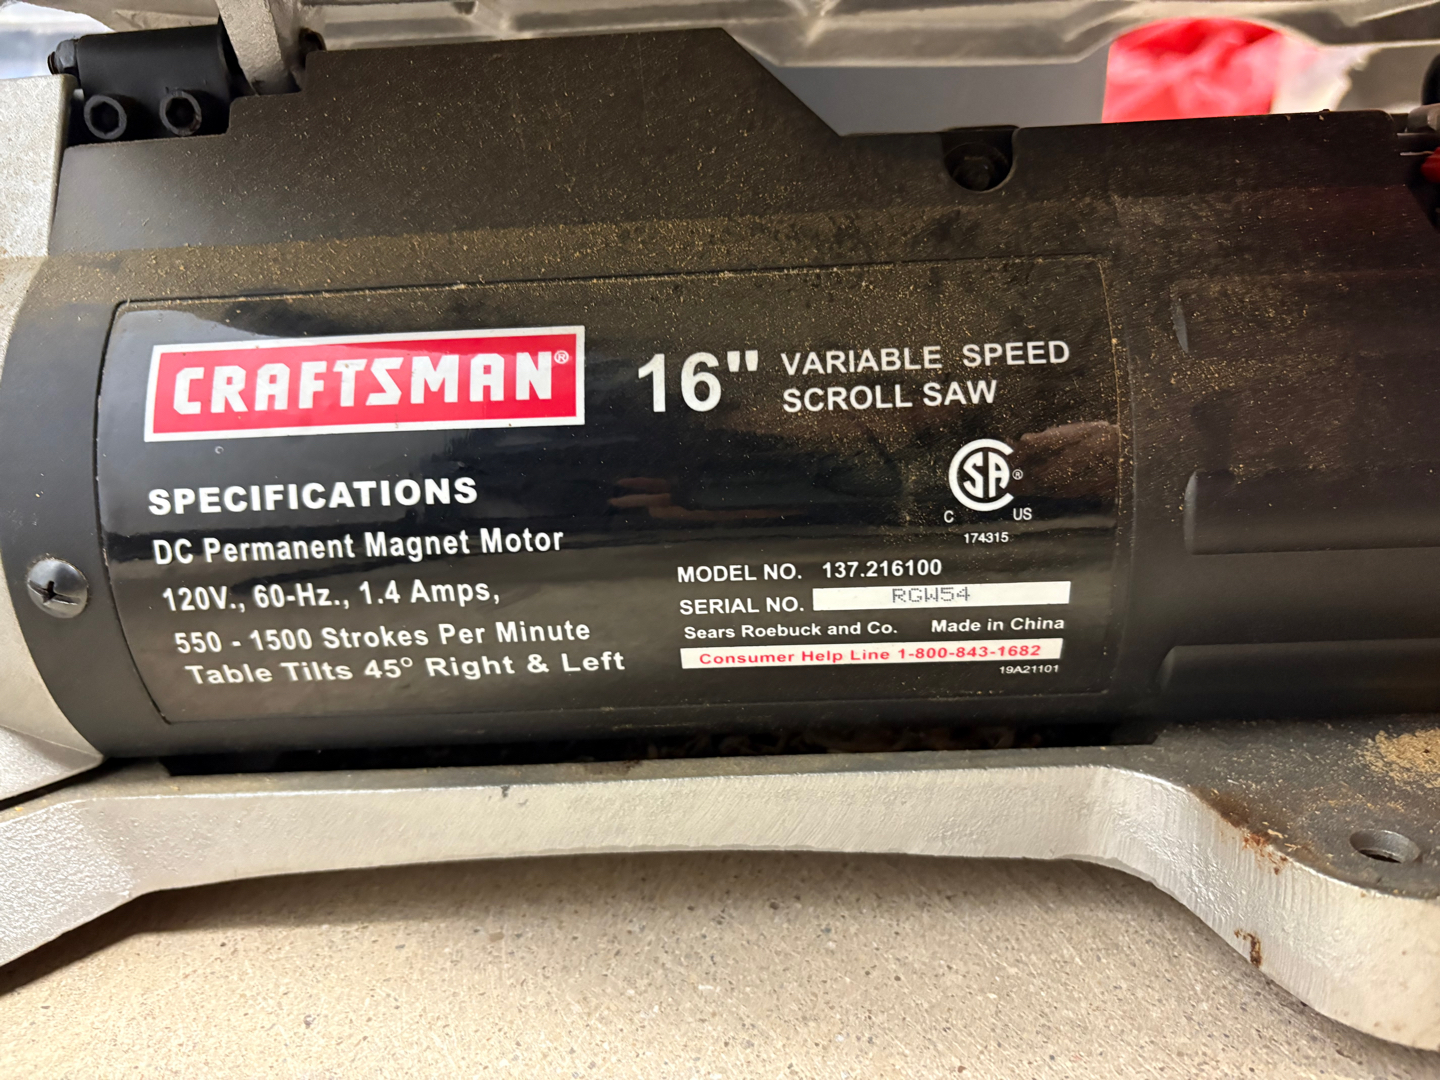 CRAFTSMAN®
16" VARIABLE SPEED
SCROLL SAW
SPECIFICATIONS
DC Permanent Magnet Motor
120V., 60-Hz., 1.4 Amps,
550 - 1500 Strokes Per Minute
Table Tilts 45° Right & Left
SA®
C US
174315
MODEL NO. 137.216100
SERIAL NO. RGW54
Sears Roebuck and Co. Made in China
Consumer Help Line 1-800-843-1682
19A21101